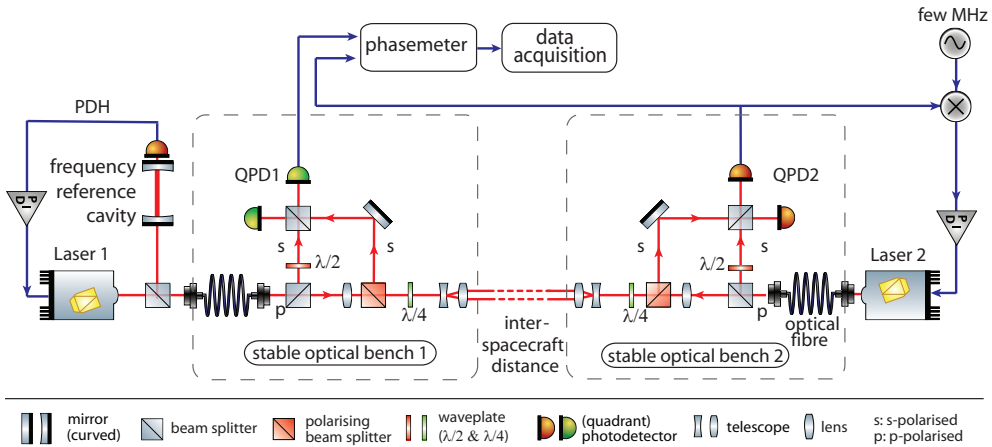 few MHz
phasemeter
data
acquisition
PDH
frequency
reference
cavity
QPD1
QPD2
s
s
s
s
P
I
D
P
I
D
Laser 1
λ/2
λ/2
Laser 2
p
λ/4
λ/4
p
optical
fibre
inter-
spacecraft
distance
stable optical bench 1
stable optical bench 2
mirror
(curved)
beam splitter
polarising
beam splitter
waveplate
(λ/2 & λ/4)
(quadrant)
photodetector
telescope
lens
s: s-polarised
p: p-polarised